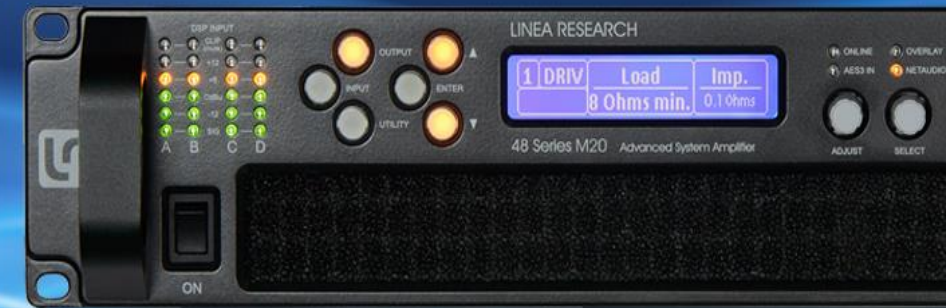 DSP INPUT
CLIP
+12
+6
0dBu
-12
SIG
A B C D
OUTPUT
INPUT
ENTER
UTILITY
ON
LINEA RESEARCH
1 DRIV Load Imp.
8 Ohms min. 0.1 Ohms
48 Series M20 Advanced System Amplifier
ONLINE OVERLAY
AES3 IN NETAUDIO
ADJUST SELECT